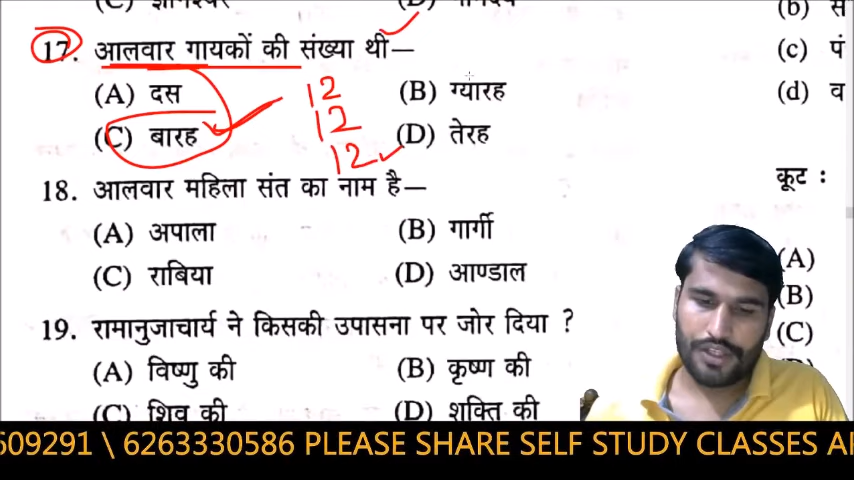 17. आलवार गायकों की संख्या थी—
(A) दस
(B) ग्यारह
(C) बारह
(D) तेरह
12
12
12
18. आलवार महिला संत का नाम है—
(A) अपाला
(B) गार्गी
(C) राबिया
(D) आण्डाल
19. रामानुजाचार्य ने किसकी उपासना पर जोर दिया ?
(A) विष्णु की
(B) कृष्ण की
(C) शिव की
(D) शक्ति की
(b)
(c)
(d)
कूट :
(A)
(B)
(C)
609291 \ 6263330586 PLEASE SHARE SELF STUDY CLASSES